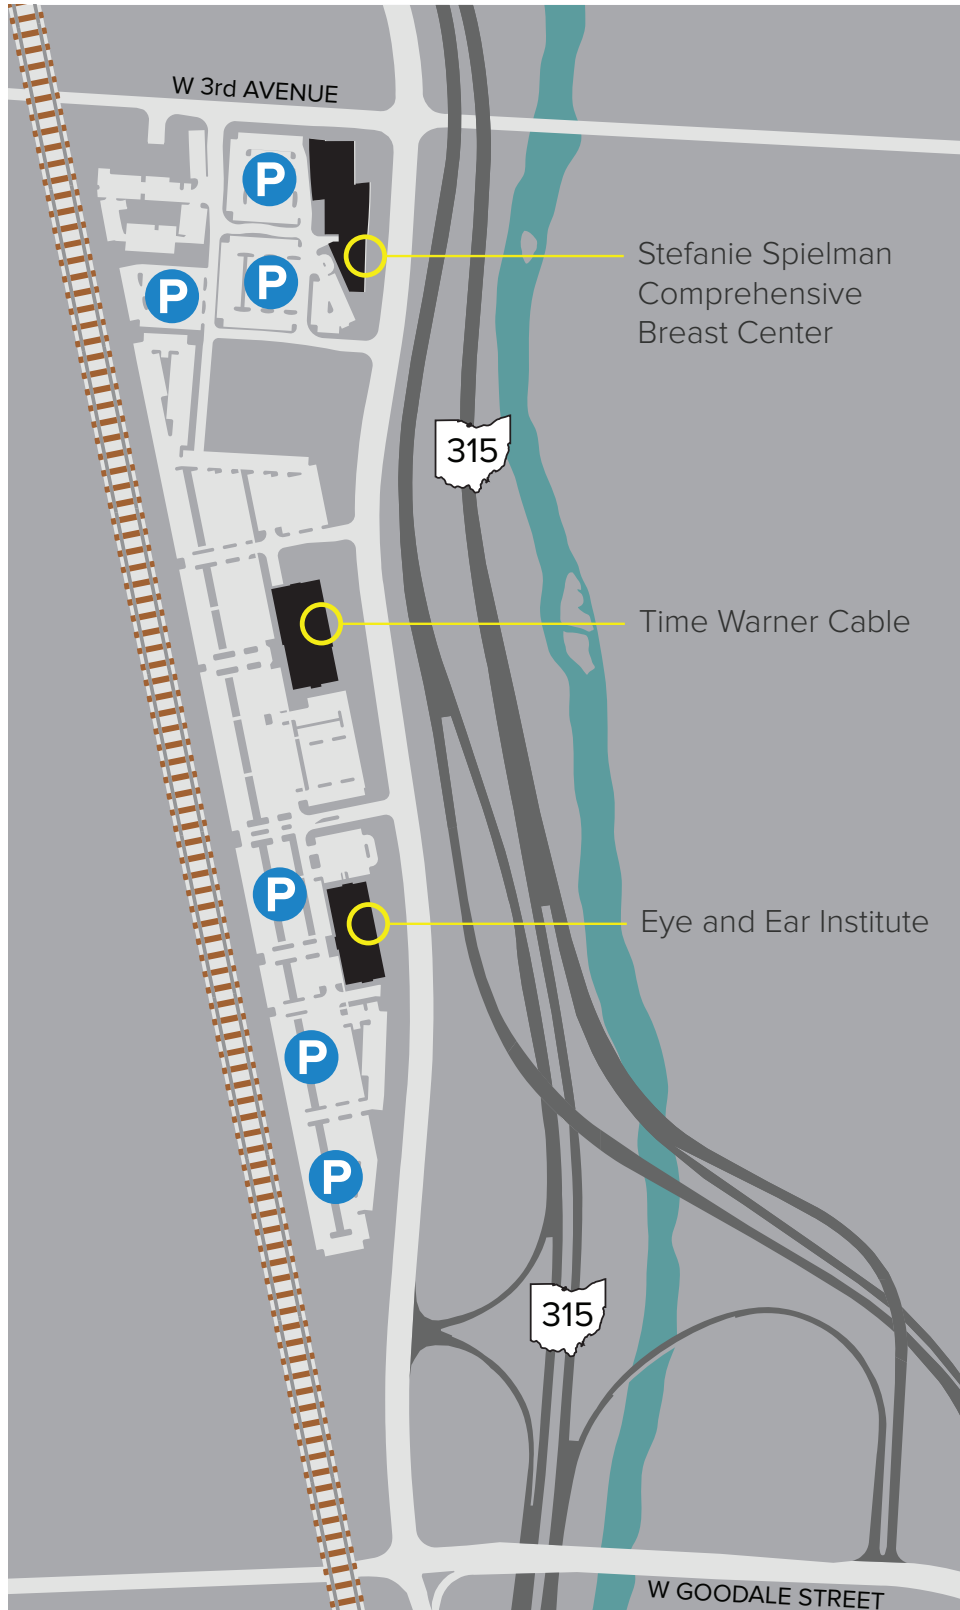 W 3rd AVENUE
P
P
P
Stefanie Spielman
Comprehensive
Breast Center
315
Time Warner Cable
P
Eye and Ear Institute
P
P
315
W GOODALE STREET